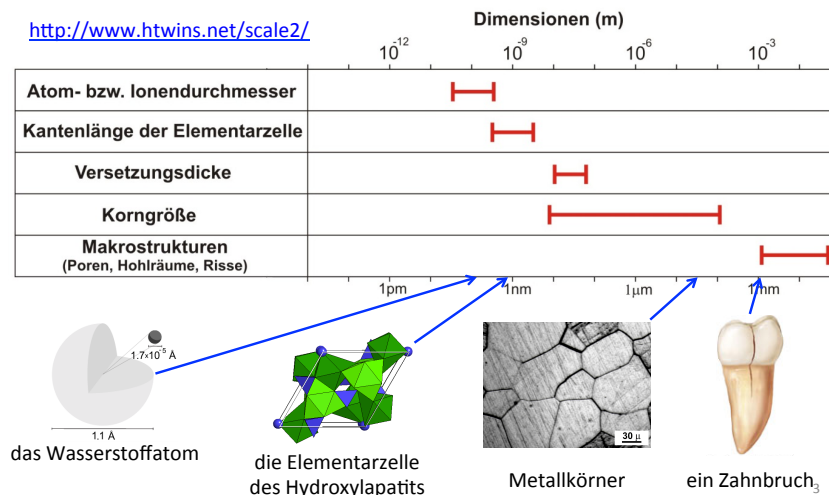 http://www.htwins.net/scale2/
Dimensionen (m)
10⁻¹² 10⁻⁹ 10⁻⁶ 10⁻³
Atom- bzw. Ionendurchmesser
Kantenlänge der Elementarzelle
Versetzungsdicke
Korngröße
Makrostrukturen
(Poren, Hohlräume, Risse)
1pm 1nm 1µm 1mm
1.7×10⁻⁵ Å
1.1 Å
30 µ
das Wasserstoffatom
die Elementarzelle
des Hydroxylapatits
Metallkörner
ein Zahnbruch
3